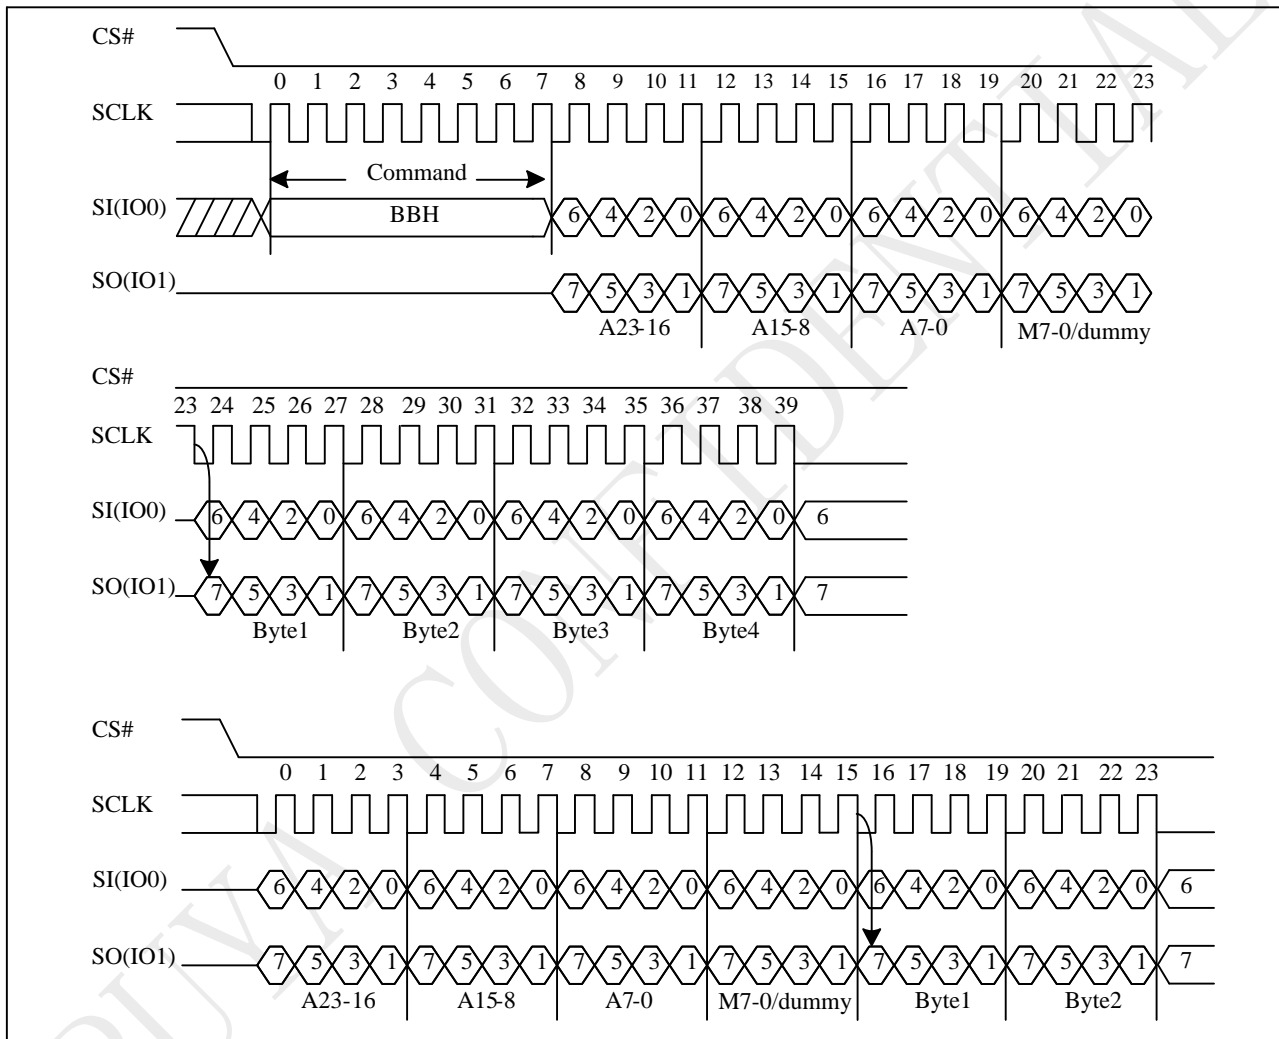 CS#
0 1 2 3 4 5 6 7 8 9 10 11 12 13 14 15 16 17 18 19 20 21 22 23
SCLK
Command
SI(IO0) BBH 6 4 2 0 6 4 2 0 6 4 2 0 6 4 2 0
SO(IO1) 7 5 3 1 7 5 3 1 7 5 3 1 7 5 3 1
A23-16 A15-8 A7-0 M7-0/dummy
CS#
23 24 25 26 27 28 29 30 31 32 33 34 35 36 37 38 39
SCLK
SI(IO0) 6 4 2 0 6 4 2 0 6 4 2 0 6 4 2 0 6
SO(IO1) 7 5 3 1 7 5 3 1 7 5 3 1 7 5 3 1 7
Byte1 Byte2 Byte3 Byte4
CS#
0 1 2 3 4 5 6 7 8 9 10 11 12 13 14 15 16 17 18 19 20 21 22 23
SCLK
SI(IO0) 6 4 2 0 6 4 2 0 6 4 2 0 6 4 2 0 6 4 2 0 6 4 2 0 6
SO(IO1) 7 5 3 1 7 5 3 1 7 5 3 1 7 5 3 1 7 5 3 1 7 5 3 1 7
A23-16 A15-8 A7-0 M7-0/dummy Byte1 Byte2
PUYA CONFIDENTIAL